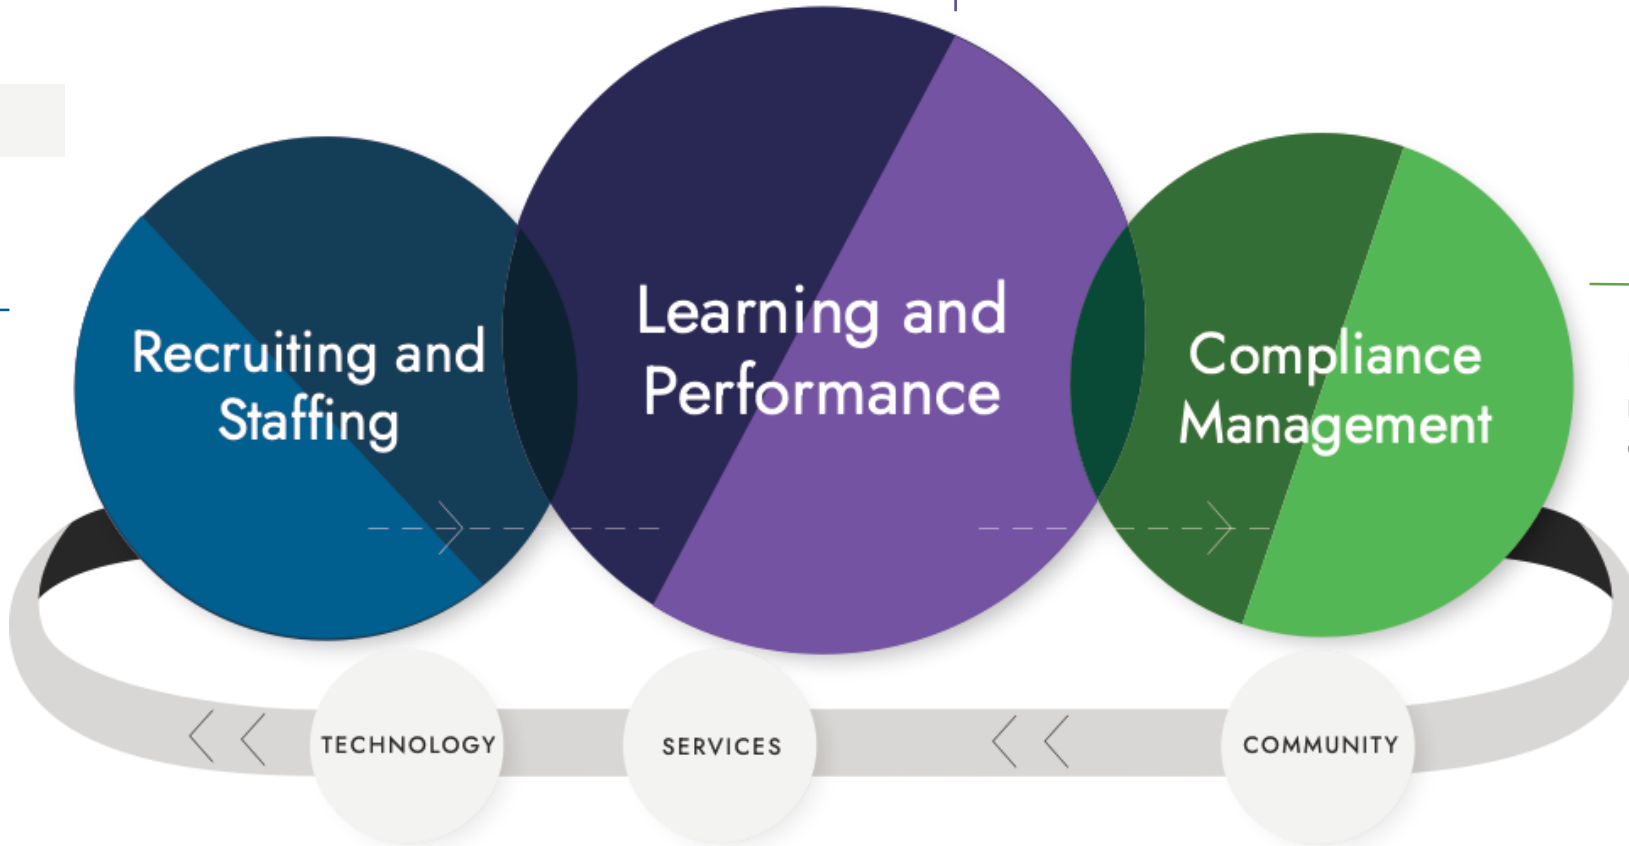 Recruiting and
Staffing
Learning and
Performance
Compliance
Management
TECHNOLOGY
SERVICES
COMMUNITY